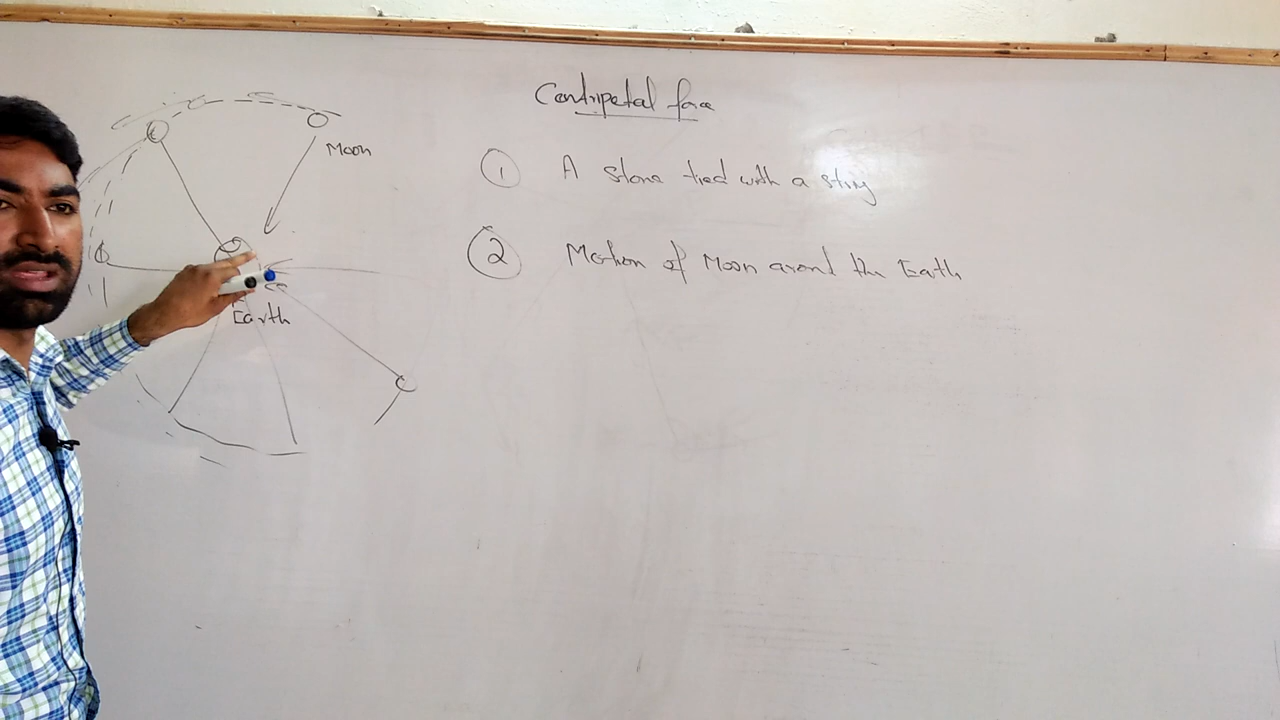 Centripetal force
Moon
① A stone tied with a string
② Motion of Moon around the Earth
Earth